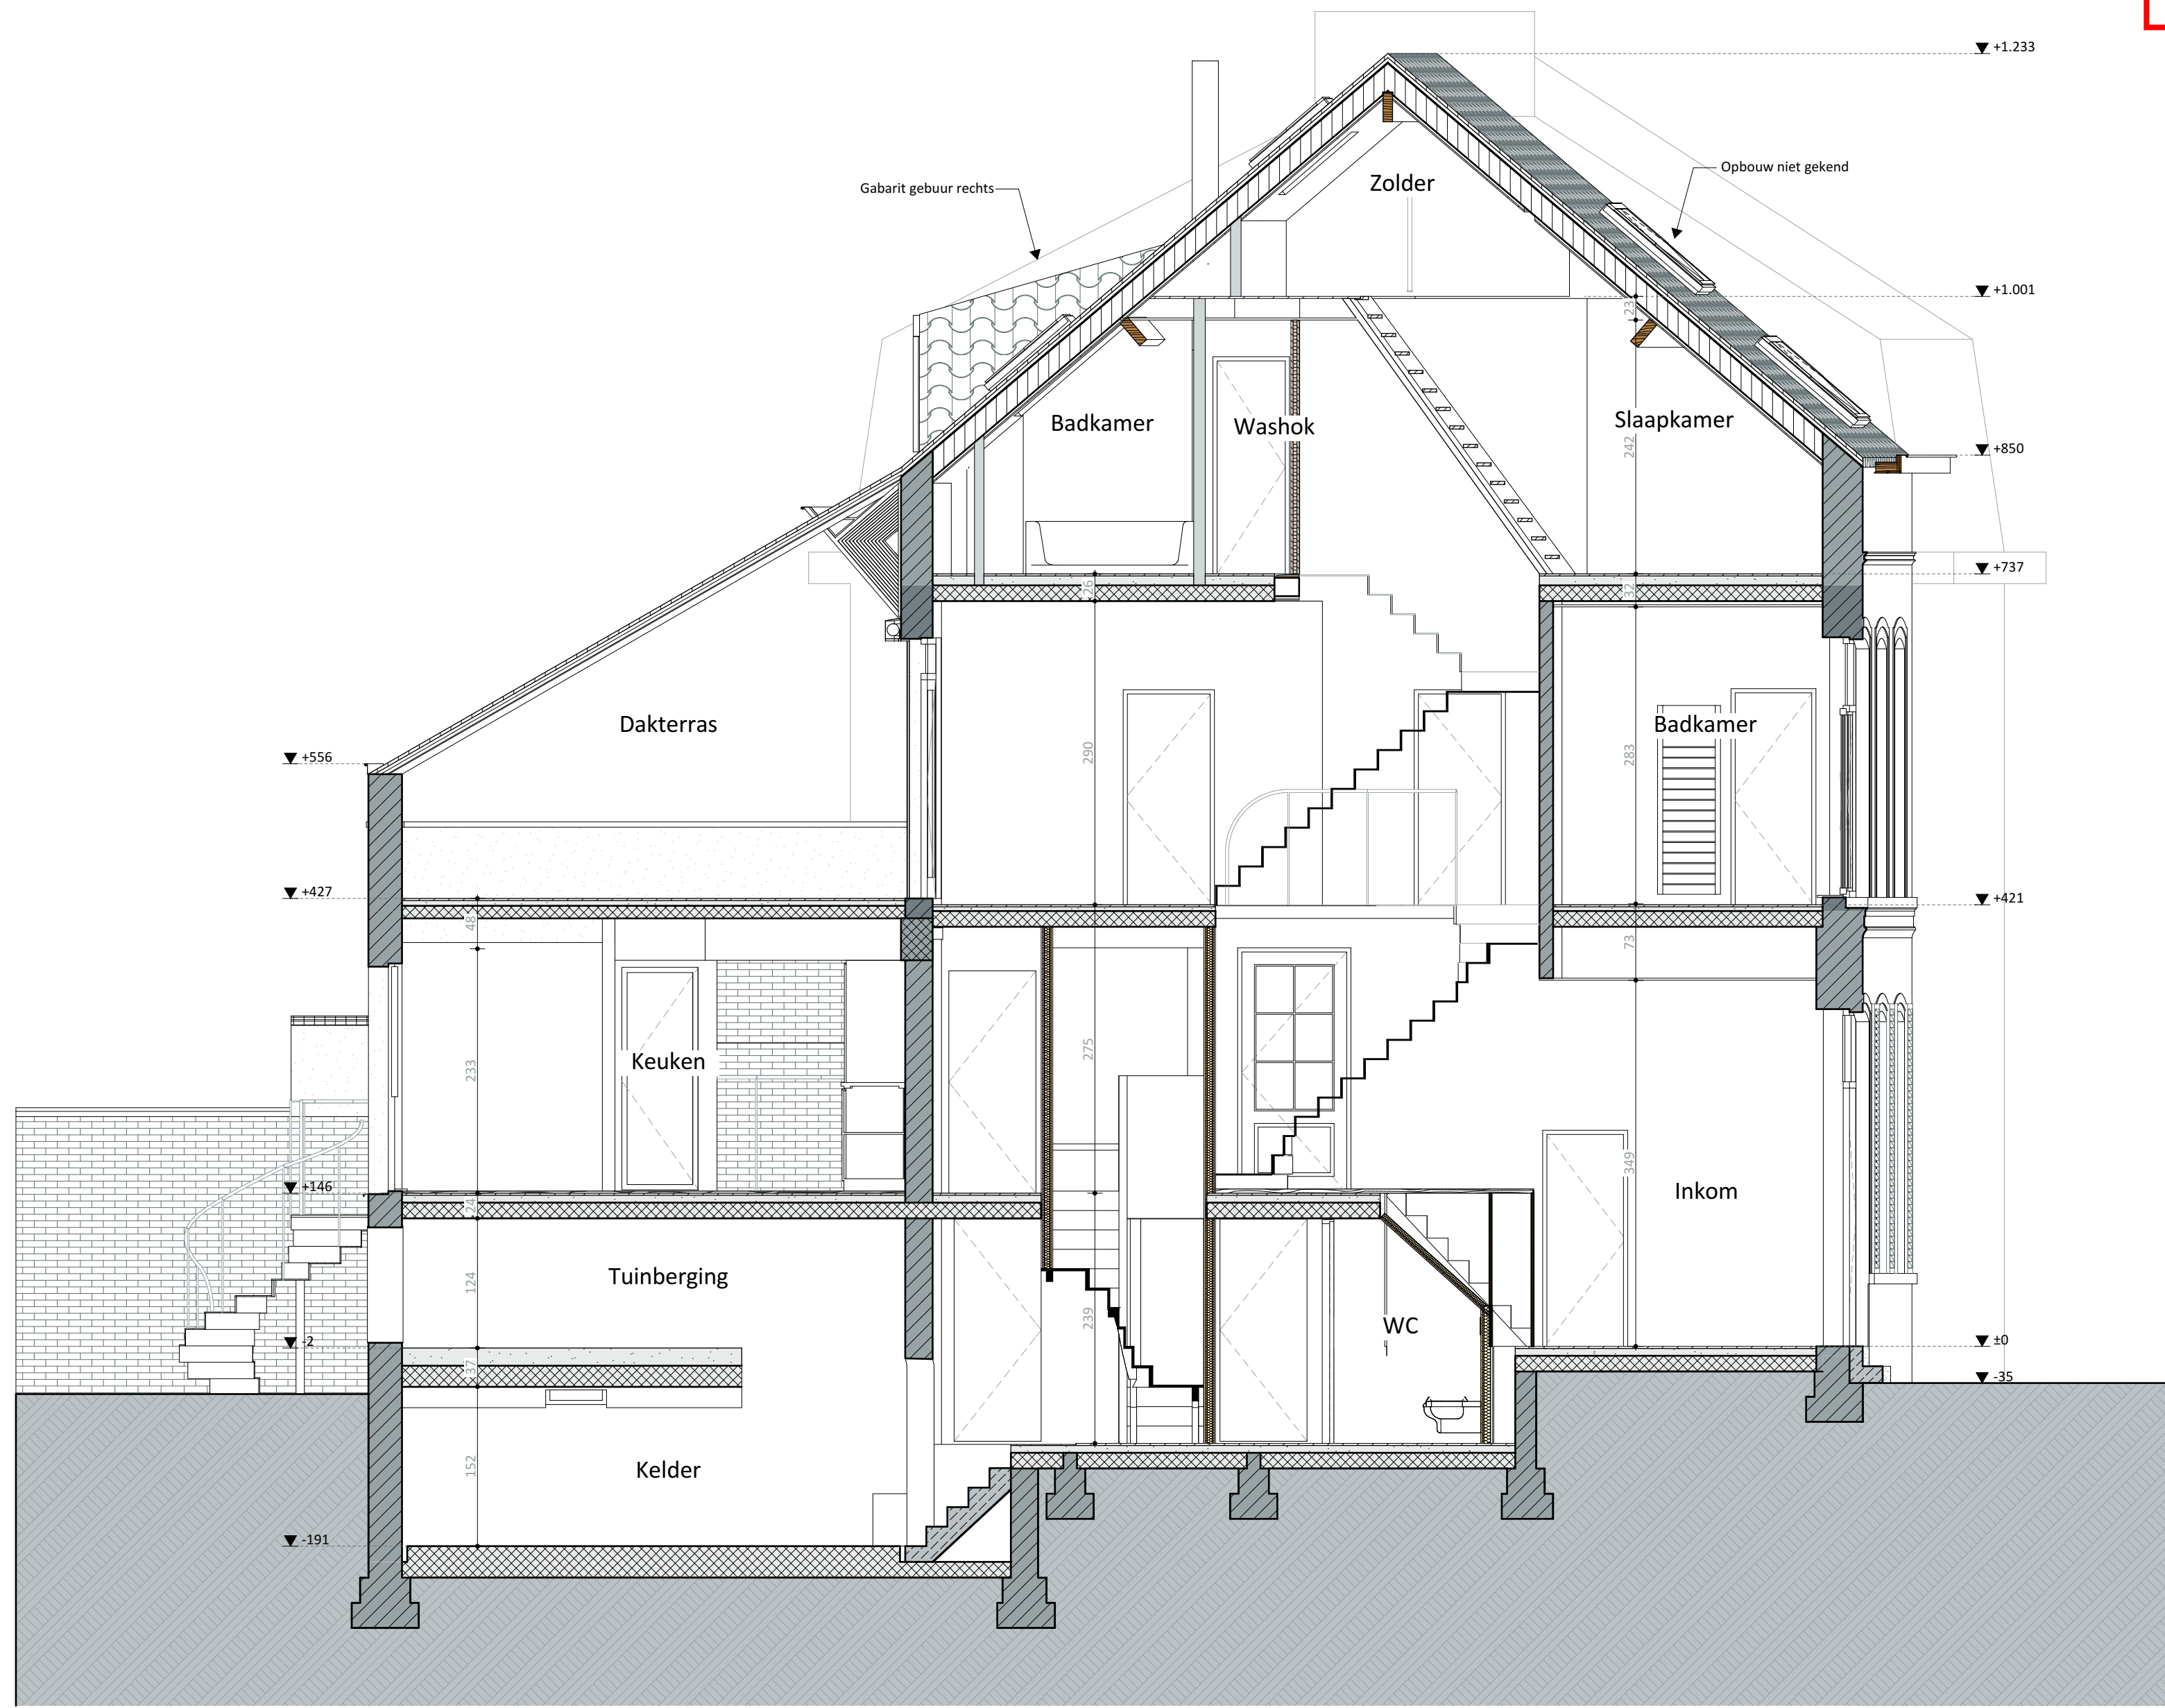 +1.233
Opbouw niet gekend
Zolder
Gabarit gebuur rechts
+1.001
23
Badkamer
Washok
Slaapkamer
242
+850
+737
26
32
Dakterras
Badkamer
290
283
+556
+427
+421
48
73
Keuken
233
275
349
+146
24
Inkom
Tuinberging
124
239
WC
-2
±0
37
-35
Kelder
152
-191